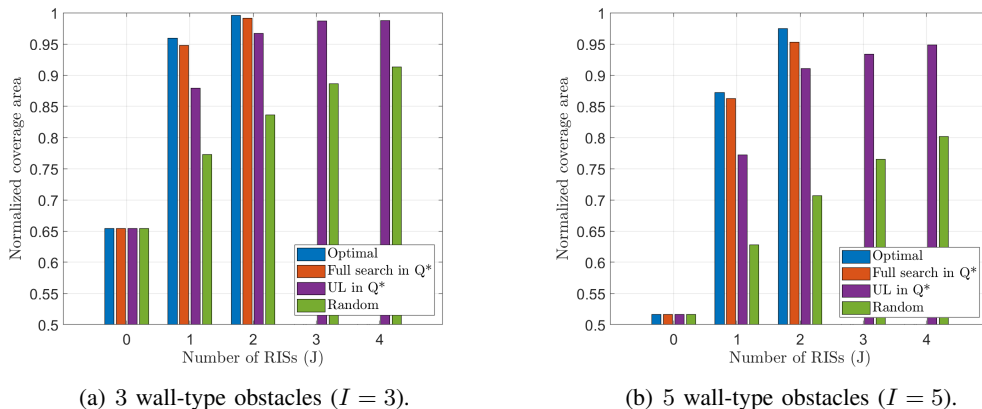 1
0.95
0.9
0.85
0.8
0.75
0.7
0.65
0.6
0.55
0.5
Normalized coverage area
Optimal
Full search in Q*
UL in Q*
Random
0 1 2 3 4
Number of RISs (J)
(a) 3 wall-type obstacles (I = 3).
1
0.95
0.9
0.85
0.8
0.75
0.7
0.65
0.6
0.55
0.5
Normalized coverage area
Optimal
Full search in Q*
UL in Q*
Random
0 1 2 3 4
Number of RISs (J)
(b) 5 wall-type obstacles (I = 5).